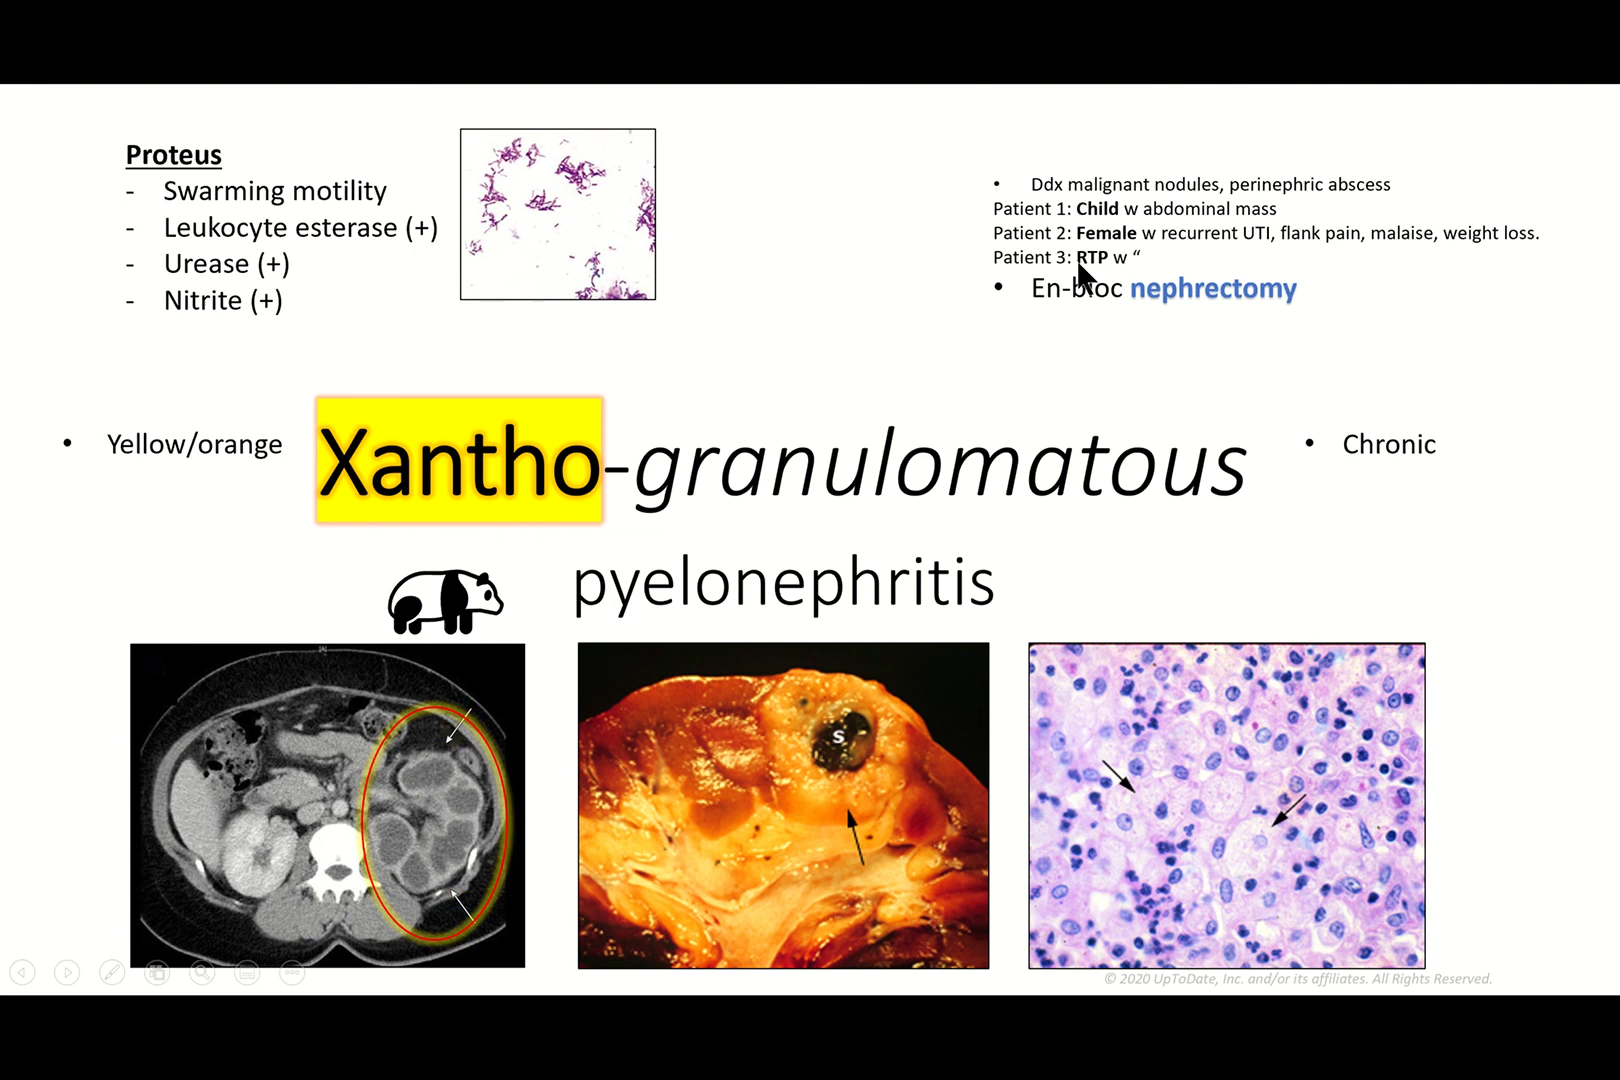 Proteus
- Swarming motility
- Leukocyte esterase (+)
- Urease (+)
- Nitrite (+)
• Ddx malignant nodules, perinephric abscess
Patient 1: Child w abdominal mass
Patient 2: Female w recurrent UTI, flank pain, malaise, weight loss.
Patient 3: RTP w “
• En-bloc nephrectomy
• Yellow/orange
Xantho-granulomatous
• Chronic
pyelonephritis
S
© 2020 UpToDate, Inc. and/or its affiliates. All Rights Reserved.